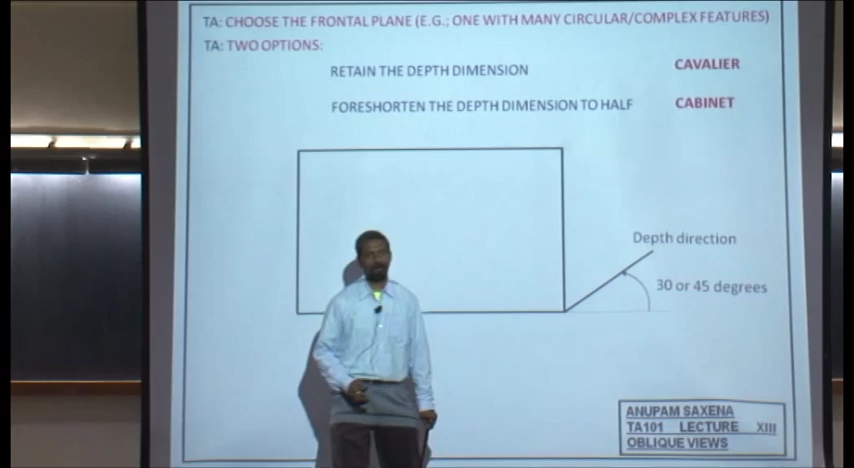 TA: CHOOSE THE FRONTAL PLANE (E.G.; ONE WITH MANY CIRCULAR/COMPLEX FEATURES)
TA: TWO OPTIONS:
RETAIN THE DEPTH DIMENSION CAVALIER
FORESHORTEN THE DEPTH DIMENSION TO HALF CABINET
Depth direction
30 or 45 degrees
ANUPAM SAXENA
TA101 LECTURE XIII
OBLIQUE VIEWS